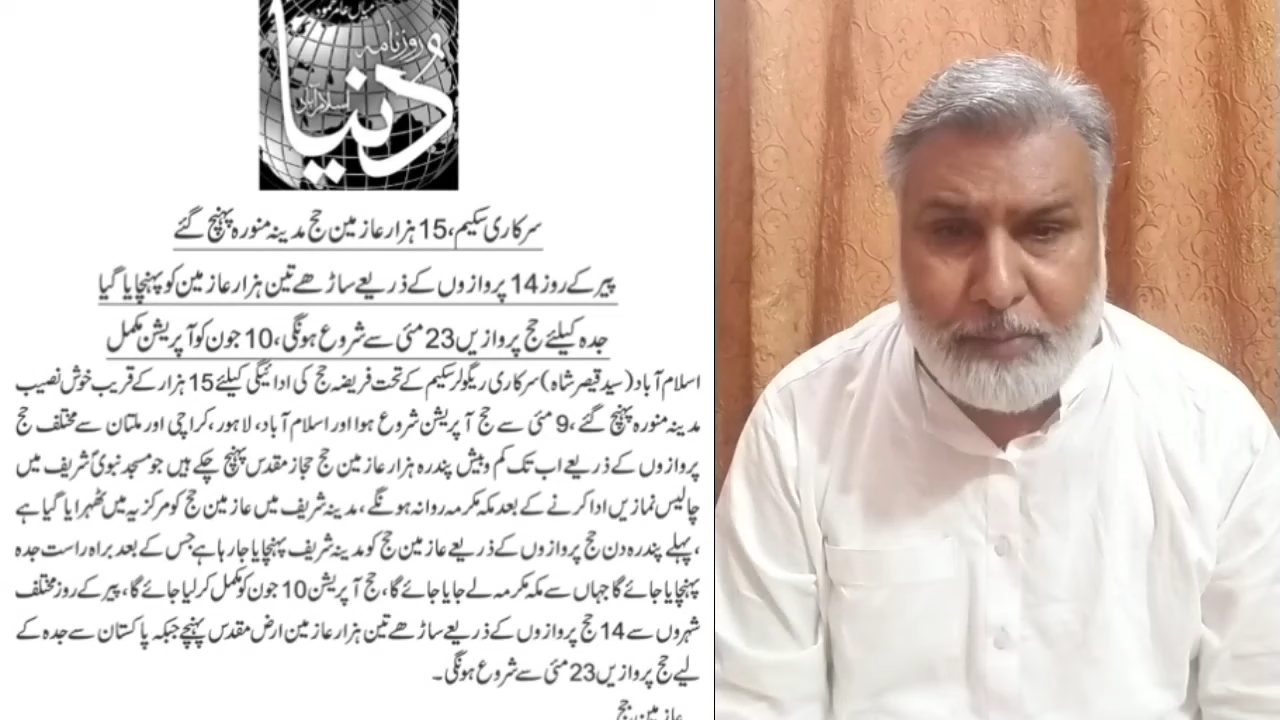 میاں عامر محمود
روزنامہ
دُنیا
اسلام آباد
سرکاری سکیم، 15 ہزار عازمین حج مدینہ منورہ پہنچ گئے
پیر کے روز 14 پروازوں کے ذریعے ساڑھے تین ہزار عازمین کو پہنچایا گیا
جدہ کیلئے حج پروازیں 23 مئی سے شروع ہونگی، 10 جون کو آپریشن مکمل
اسلام آباد (سید قیصر شاہ) سرکاری ریگولر سکیم کے تحت فریضہ حج کی ادائیگی کیلئے 15 ہزار کے قریب خوش نصیب
مدینہ منورہ پہنچ گئے، 9 مئی سے حج آپریشن شروع ہوا اور اسلام آباد، لاہور، کراچی اور ملتان سے مختلف حج
پروازوں کے ذریعے اب تک کم و بیش پندرہ ہزار عازمین حج حجاز مقدس پہنچ چکے ہیں جو مسجد نبویؐ شریف میں
چالیس نمازیں ادا کرنے کے بعد مکہ مکرمہ روانہ ہونگے، مدینہ شریف میں عازمین حج کو مرکزیہ میں ٹھہرایا گیا ہے
، پہلے پندرہ دن حج پروازوں کے ذریعے عازمین حج کو مدینہ شریف پہنچایا جا رہا ہے جس کے بعد براہ راست جدہ
پہنچایا جائے گا جہاں سے مکہ مکرمہ لے جایا جائے گا، حج آپریشن 10 جون کو مکمل کر لیا جائے گا، پیر کے روز مختلف
شہروں سے 14 حج پروازوں کے ذریعے ساڑھے تین ہزار عازمین ارض مقدس پہنچے جبکہ پاکستان سے جدہ کے
لیے حج پروازیں 23 مئی سے شروع ہونگی۔
عازمین حج